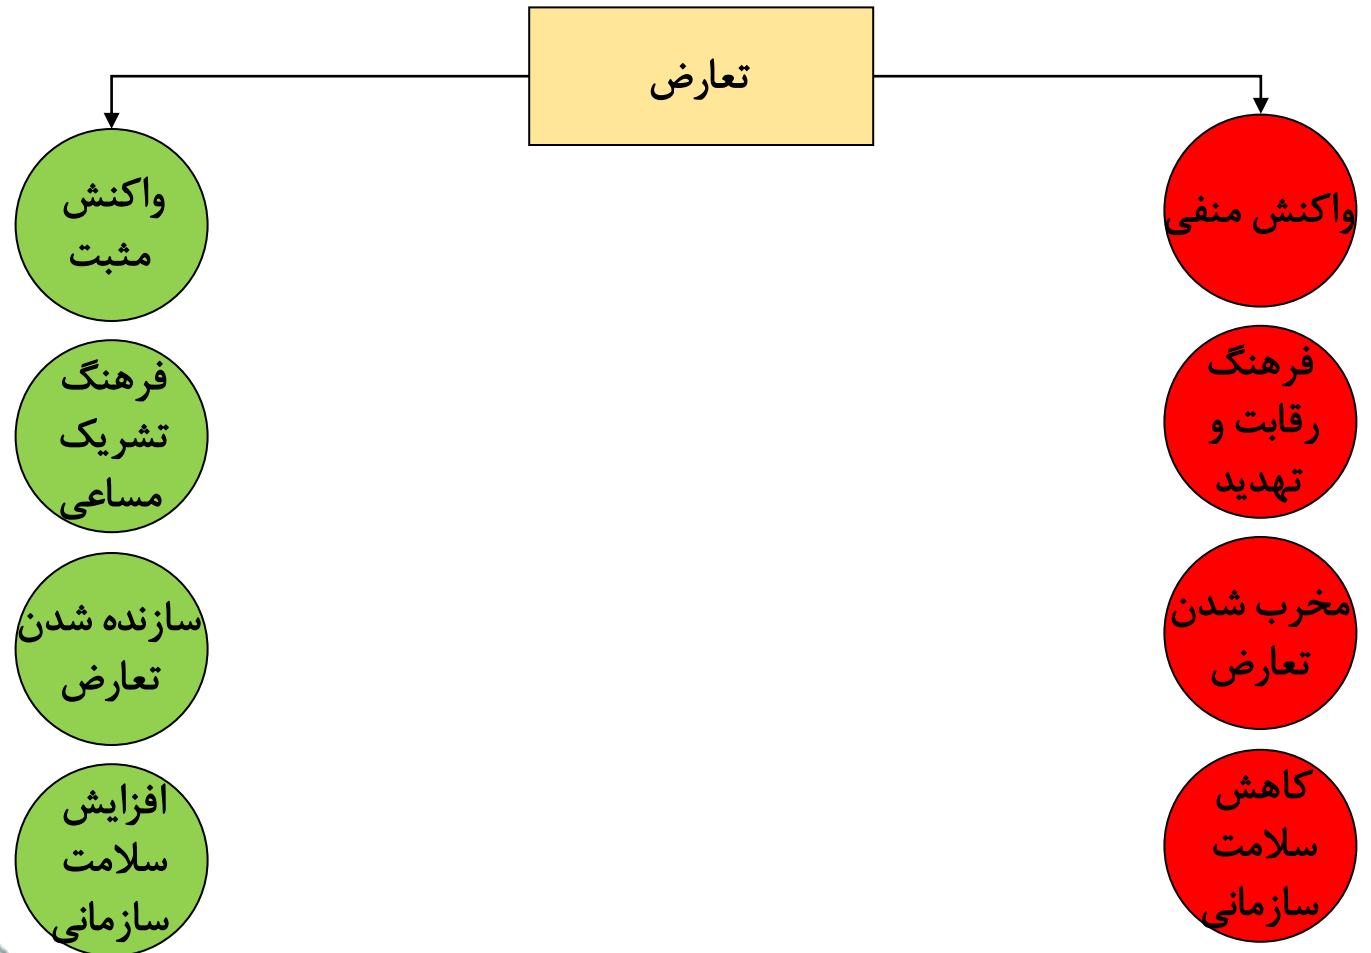 تعارض
واکنش منفی
فرهنگ
رقابت و
تهدید
مخرب شدن
تعارض
کاهش
سلامت
سازمانی
واکنش
مثبت
فرهنگ
تشریک
مساعی
سازنده شدن
تعارض
افزایش
سلامت
سازمانی